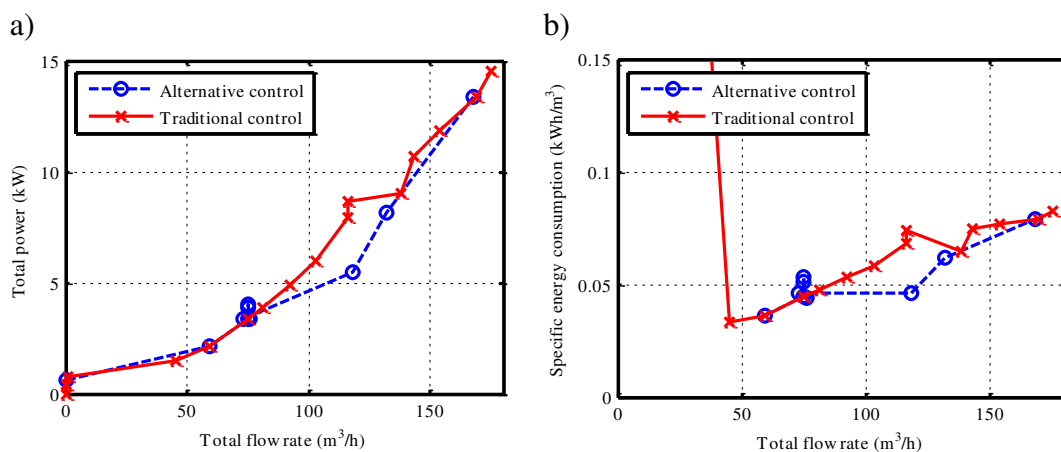 a)
15
10
5
0
0
50
100
150
Total power (kW)
Total flow rate (m³/h)
Alternative control
Traditional control
b)
0.15
0.1
0.05
0
0
50
100
150
Specific energy consumption (kWh/m³)
Total flow rate (m³/h)
Alternative control
Traditional control